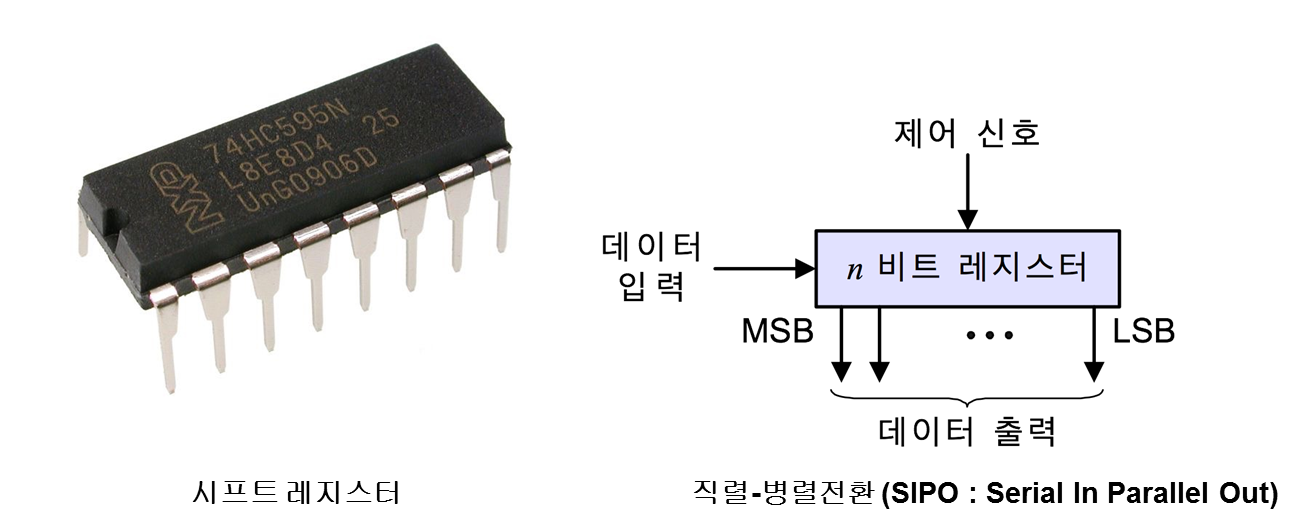 NXP
74HC595N
L8E8D4 25
UnG0906D
시프트 레지스터
제어 신호
데이터
입력
n 비트 레지스터
MSB
• • •
LSB
데이터 출력
직렬-병렬전환 (SIPO : Serial In Parallel Out)